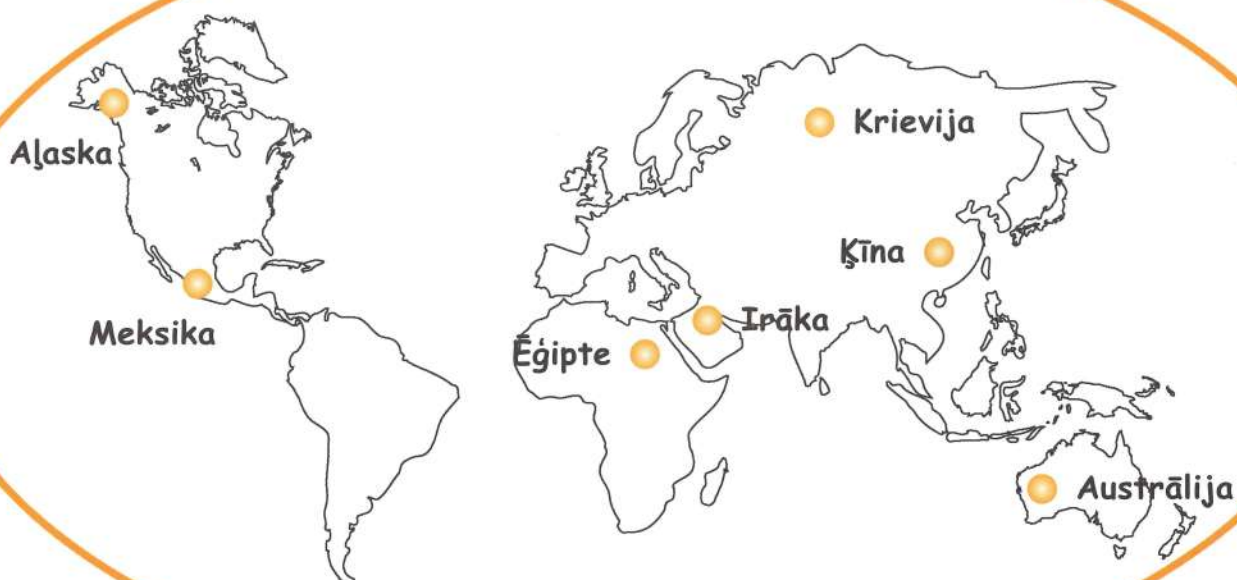 Krievija
Aļaska
Ķīna
Irāka
Meksika
Ēģipte
Austrālija